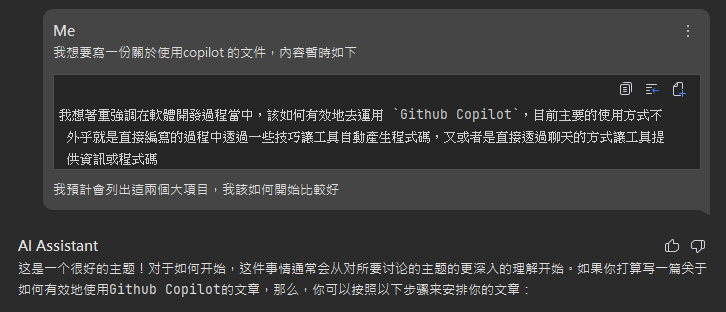 Me
我想要寫一份關於使用copilot 的文件，內容暫時如下
我想著重強調在軟體開發過程當中，該如何有效地去運用 `Github Copilot`，目前主要的使用方式不
外乎就是直接編寫的過程中透過一些技巧讓工具自動產生程式碼，又或者是直接透過聊天的方式讓工具提
供資訊或程式碼
我預計會列出這兩個大項目，我該如何開始比較好
AI Assistant
这是一个很好的主题！对于如何开始，这件事情通常会从对所要讨论的主题的更深入的理解开始。如果你打算写一篇关于
如何有效地使用Github Copilot的文章，那么，你可以按照以下步骤来安排你的文章：